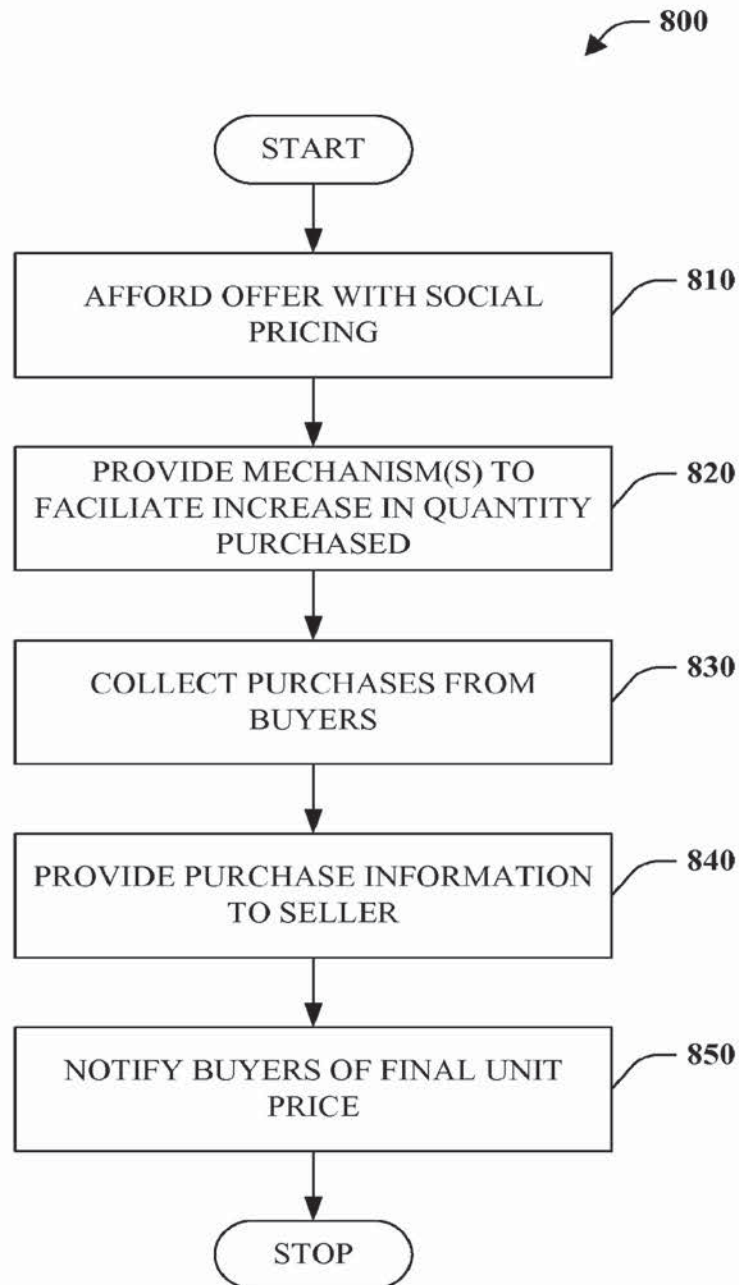 800
START
AFFORD OFFER WITH SOCIAL
PRICING
810
PROVIDE MECHANISM(S) TO
FACILIATE INCREASE IN QUANTITY
PURCHASED
820
COLLECT PURCHASES FROM
BUYERS
830
PROVIDE PURCHASE INFORMATION
TO SELLER
840
NOTIFY BUYERS OF FINAL UNIT
PRICE
850
STOP